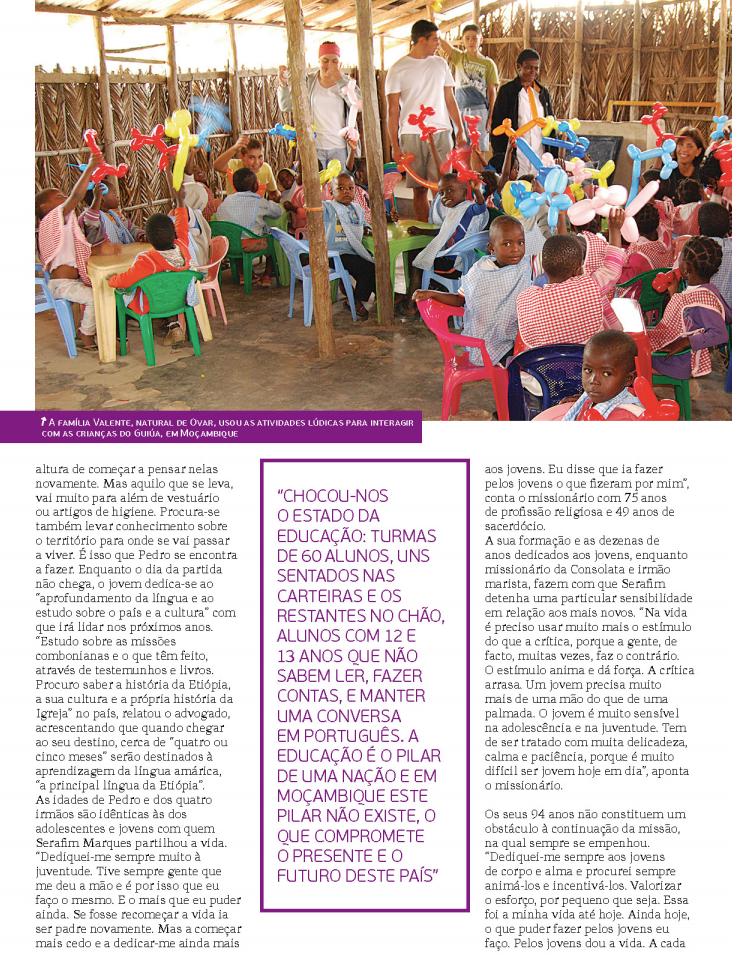 A FAMÍLIA VALENTE, NATURAL DE OVAR, USOU AS ATIVIDADES LÚDICAS PARA INTERAGIR
COM AS CRIANÇAS DO GUIÚA, EM MOÇAMBIQUE
altura de começar a pensar nelas
novamente. Mas aquilo que se leva,
vai muito para além de vestuário
ou artigos de higiene. Procura-se
também levar conhecimento sobre
o território para onde se vai passar
a viver. É isso que Pedro se encontra
a fazer. Enquanto o dia da partida
não chega, o jovem dedica-se ao
"aprofundamento da língua e ao
estudo sobre o país e a cultura" com
que irá lidar nos próximos anos.
"Estudo sobre as missões
combonianas e o que têm feito,
através de testemunhos e livros.
Procuro saber a história da Etiópia,
a sua cultura e a própria história da
Igreja" no país, relatou o advogado,
acrescentando que quando chegar
ao seu destino, cerca de "quatro ou
cinco meses" serão destinados à
aprendizagem da língua amárica,
"a principal língua da Etiópia".
As idades de Pedro e dos quatro
irmãos são idênticas às dos
adolescentes e jovens com quem
Serafim Marques partilhou a vida.
"Dediquei-me sempre muito à
juventude. Tive sempre gente que
me deu a mão e é por isso que eu
faço o mesmo. E o mais que eu puder
ainda. Se fosse recomeçar a vida ia
ser padre novamente. Mas a começar
mais cedo e a dedicar-me ainda mais
"CHOCOU-NOS
O ESTADO DA
EDUCAÇÃO: TURMAS
DE 60 ALUNOS, UNS
SENTADOS NAS
CARTEIRAS E OS
RESTANTES NO CHÃO,
ALUNOS COM 12 E
13 ANOS QUE NÃO
SABEM LER, FAZER
CONTAS, E MANTER
UMA CONVERSA
EM PORTUGUÊS. A
EDUCAÇÃO É O PILAR
DE UMA NAÇÃO E EM
MOÇAMBIQUE ESTE
PILAR NÃO EXISTE, O
QUE COMPROMETE
O PRESENTE E O
FUTURO DESTE PAÍS"
aos jovens. Eu disse que ia fazer
pelos jovens o que fizeram por mim",
conta o missionário com 75 anos
de profissão religiosa e 49 anos de
sacerdócio.
A sua formação e as dezenas de
anos dedicados aos jovens, enquanto
missionário da Consolata e irmão
marista, fazem com que Serafim
detenha uma particular sensibilidade
em relação aos mais novos. "Na vida
é preciso usar muito mais o estímulo
do que a crítica, porque a gente, de
facto, muitas vezes, faz o contrário.
O estímulo anima e dá força. A crítica
arrasa. Um jovem precisa muito
mais de uma mão do que de uma
palmada. O jovem é muito sensível
na adolescência e na juventude. Tem
de ser tratado com muita delicadeza,
calma e paciência, porque é muito
difícil ser jovem hoje em dia", aponta
o missionário.
Os seus 94 anos não constituem um
obstáculo à continuação da missão,
na qual sempre se empenhou.
"Dediquei-me sempre aos jovens
de corpo e alma e procurei sempre
animá-los e incentivá-los. Valorizar
o esforço, por pequeno que seja. Essa
foi a minha vida até hoje. Ainda hoje,
o que puder fazer pelos jovens eu
faço. Pelos jovens dou a vida. A cada